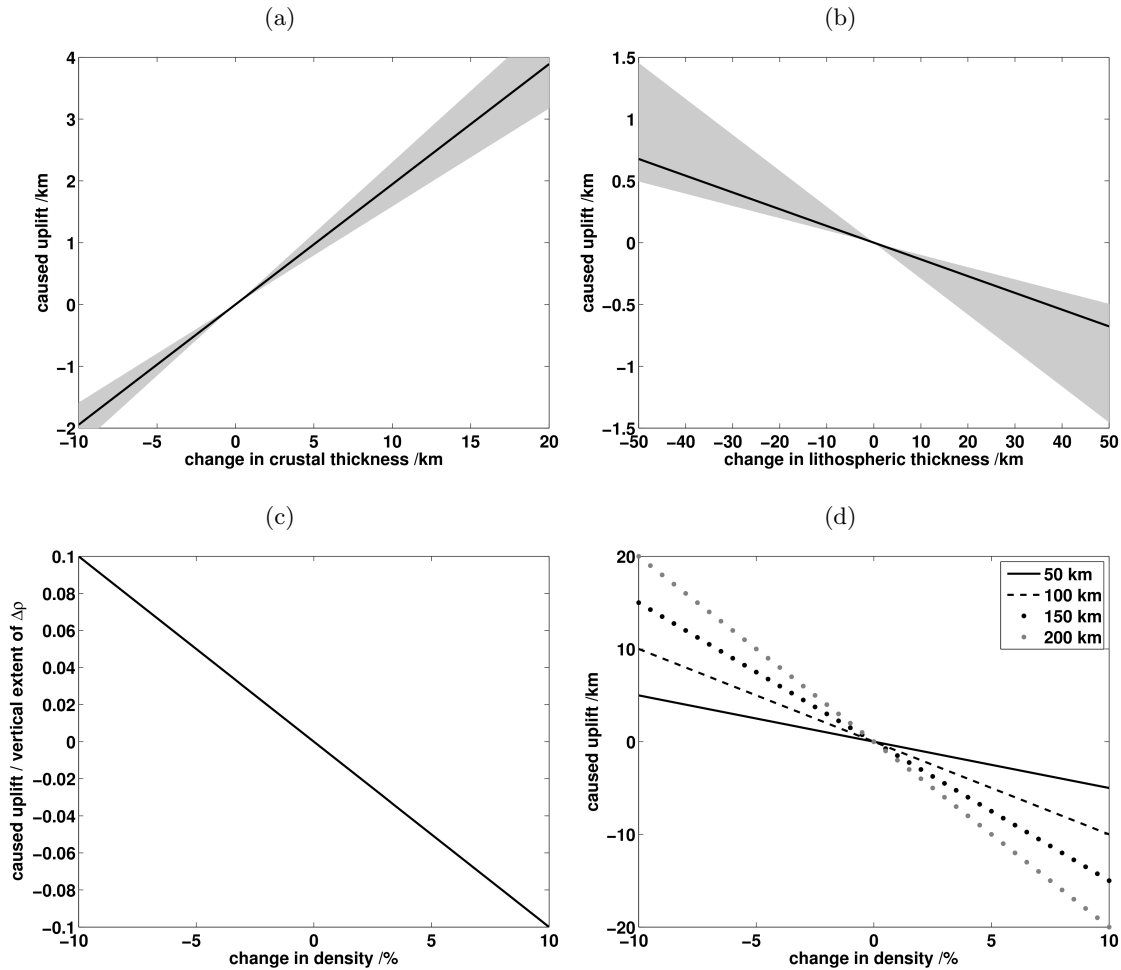 (a)
4
3
2
1
0
−1
−2
caused uplift /km
−10 −5 0 5 10 15 20
change in crustal thickness /km
(b)
1.5
1
0.5
0
−0.5
−1
−1.5
caused uplift /km
−50 −40 −30 −20 −10 0 10 20 30 40 50
change in lithospheric thickness /km
(c)
0.1
0.08
0.06
0.04
0.02
0
−0.02
−0.04
−0.06
−0.08
−0.1
caused uplift / vertical extent of Δρ
−10 −5 0 5 10
change in density /%
(d)
20
10
0
−10
−20
caused uplift /km
50 km
100 km
150 km
200 km
−10 −5 0 5 10
change in density /%